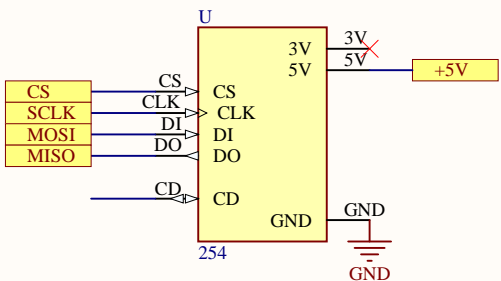 U
3V 3V
5V 5V +5V
CS CS CS
SCLK CLK CLK
MOSI DI DI
MISO DO DO
CD CD
GND GND
254
GND